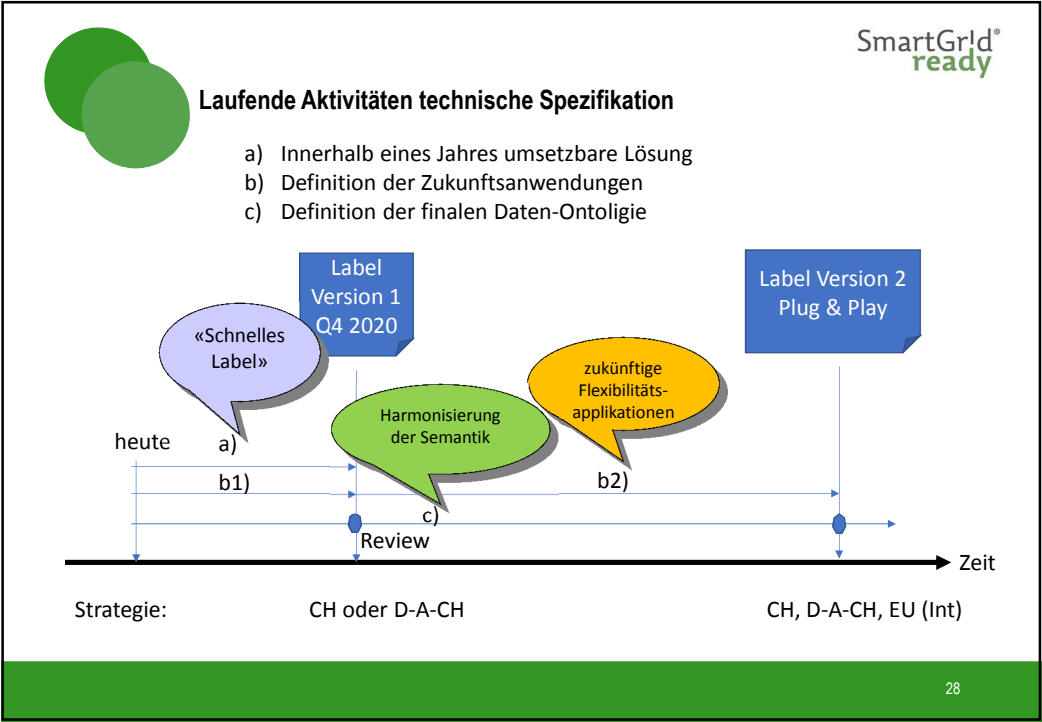 SmartGr!d®
ready
Laufende Aktivitäten technische Spezifikation
a) Innerhalb eines Jahres umsetzbare Lösung
b) Definition der Zukunftsanwendungen
c) Definition der finalen Daten-Ontoligie
Label
Version 1
Q4 2020
Label Version 2
Plug & Play
«Schnelles
Label»
zukünftige
Flexibilitäts-
applikationen
Harmonisierung
der Semantik
heute
a)
b1)
b2)
c)
Review
Zeit
Strategie:
CH oder D-A-CH
CH, D-A-CH, EU (Int)
28